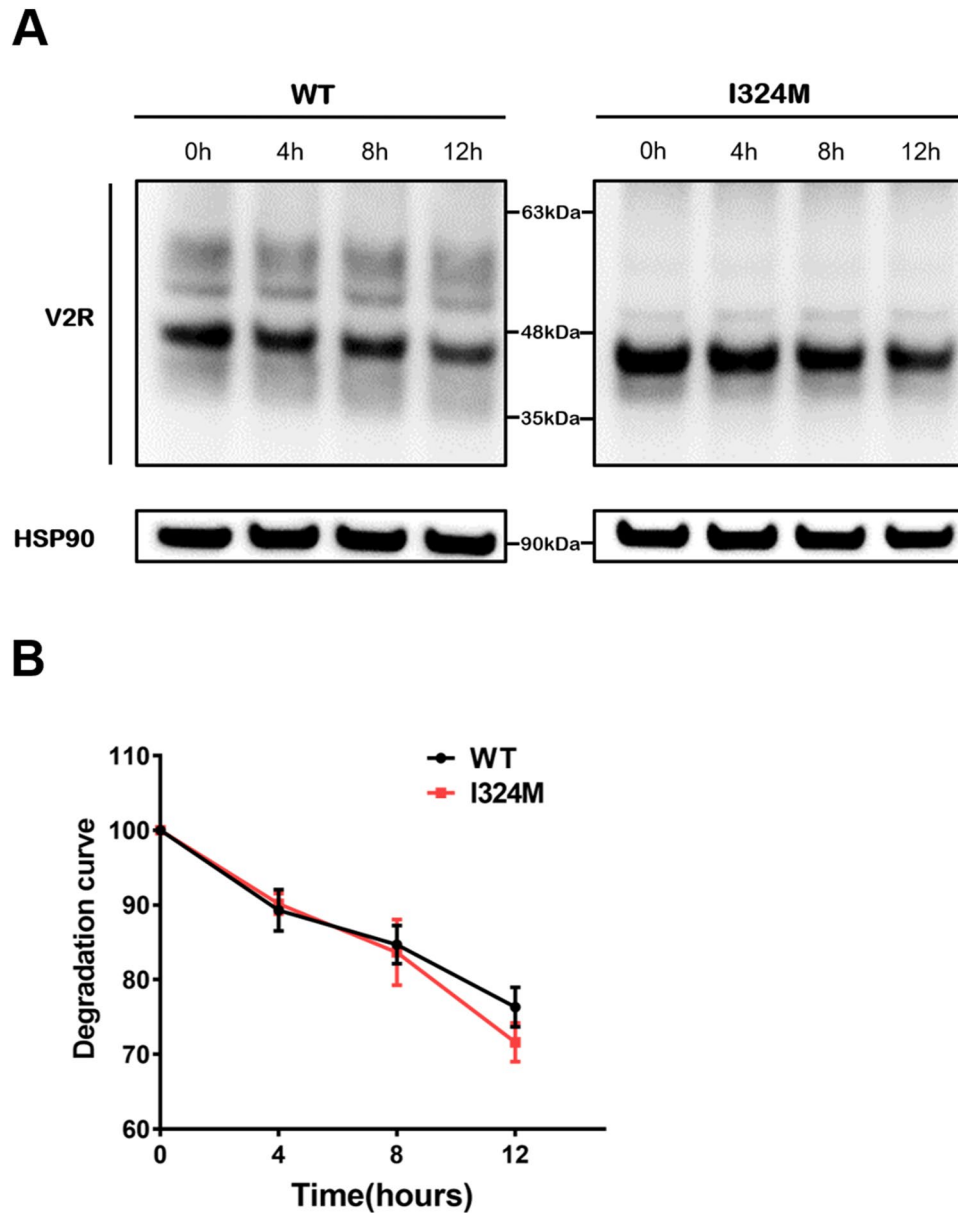 A
WT I324M
0h 4h 8h 12h 0h 4h 8h 12h
63kDa
V2R 48kDa
35kDa
HSP90 90kDa
B
WT
I324M
110
100
90
80
70
60
Degradation curve
0 4 8 12
Time(hours)